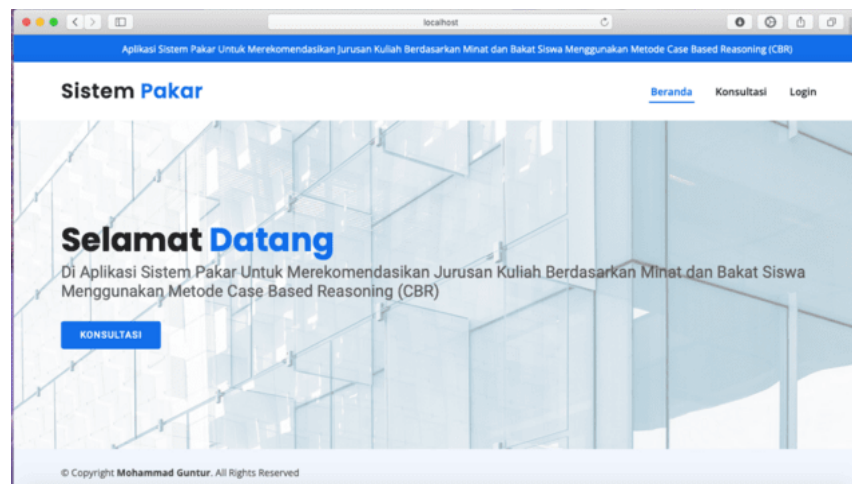 localhost
Aplikasi Sistem Pakar Untuk Merekomendasikan Jurusan Kuliah Berdasarkan Minat dan Bakat Siswa Menggunakan Metode Case Based Reasoning (CBR)
Sistem Pakar
Beranda Konsultasi Login
Selamat Datang
Di Aplikasi Sistem Pakar Untuk Merekomendasikan Jurusan Kuliah Berdasarkan Minat dan Bakat Siswa
Menggunakan Metode Case Based Reasoning (CBR)
KONSULTASI
© Copyright Mohammad Guntur. All Rights Reserved